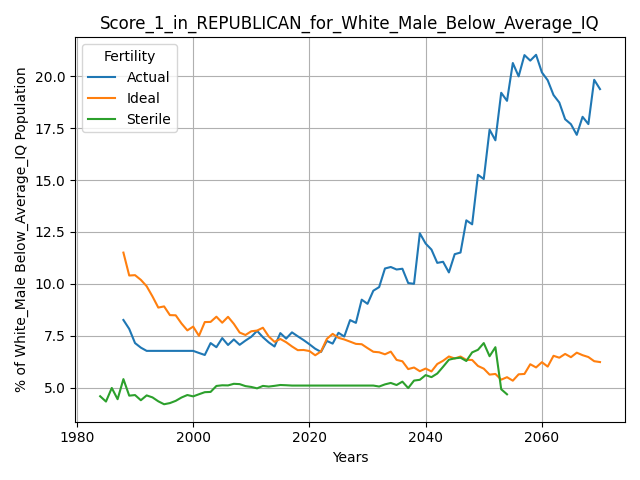 Score_1_in_REPUBLICAN_for_White_Male_Below_Average_IQ
Fertility
Actual
Ideal
Sterile
% of White_Male Below_Average_IQ Population
20.0
17.5
15.0
12.5
10.0
7.5
5.0
1980
2000
2020
2040
2060
Years